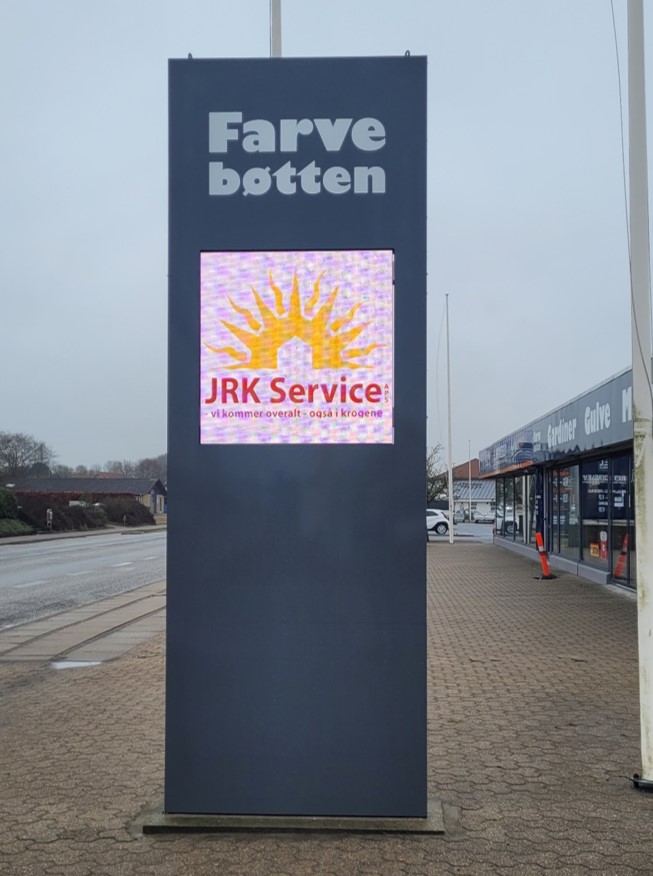 Farve
bøtten
JRK Service
APS
vi kommer overalt - også i krogene
Gardiner Gulve